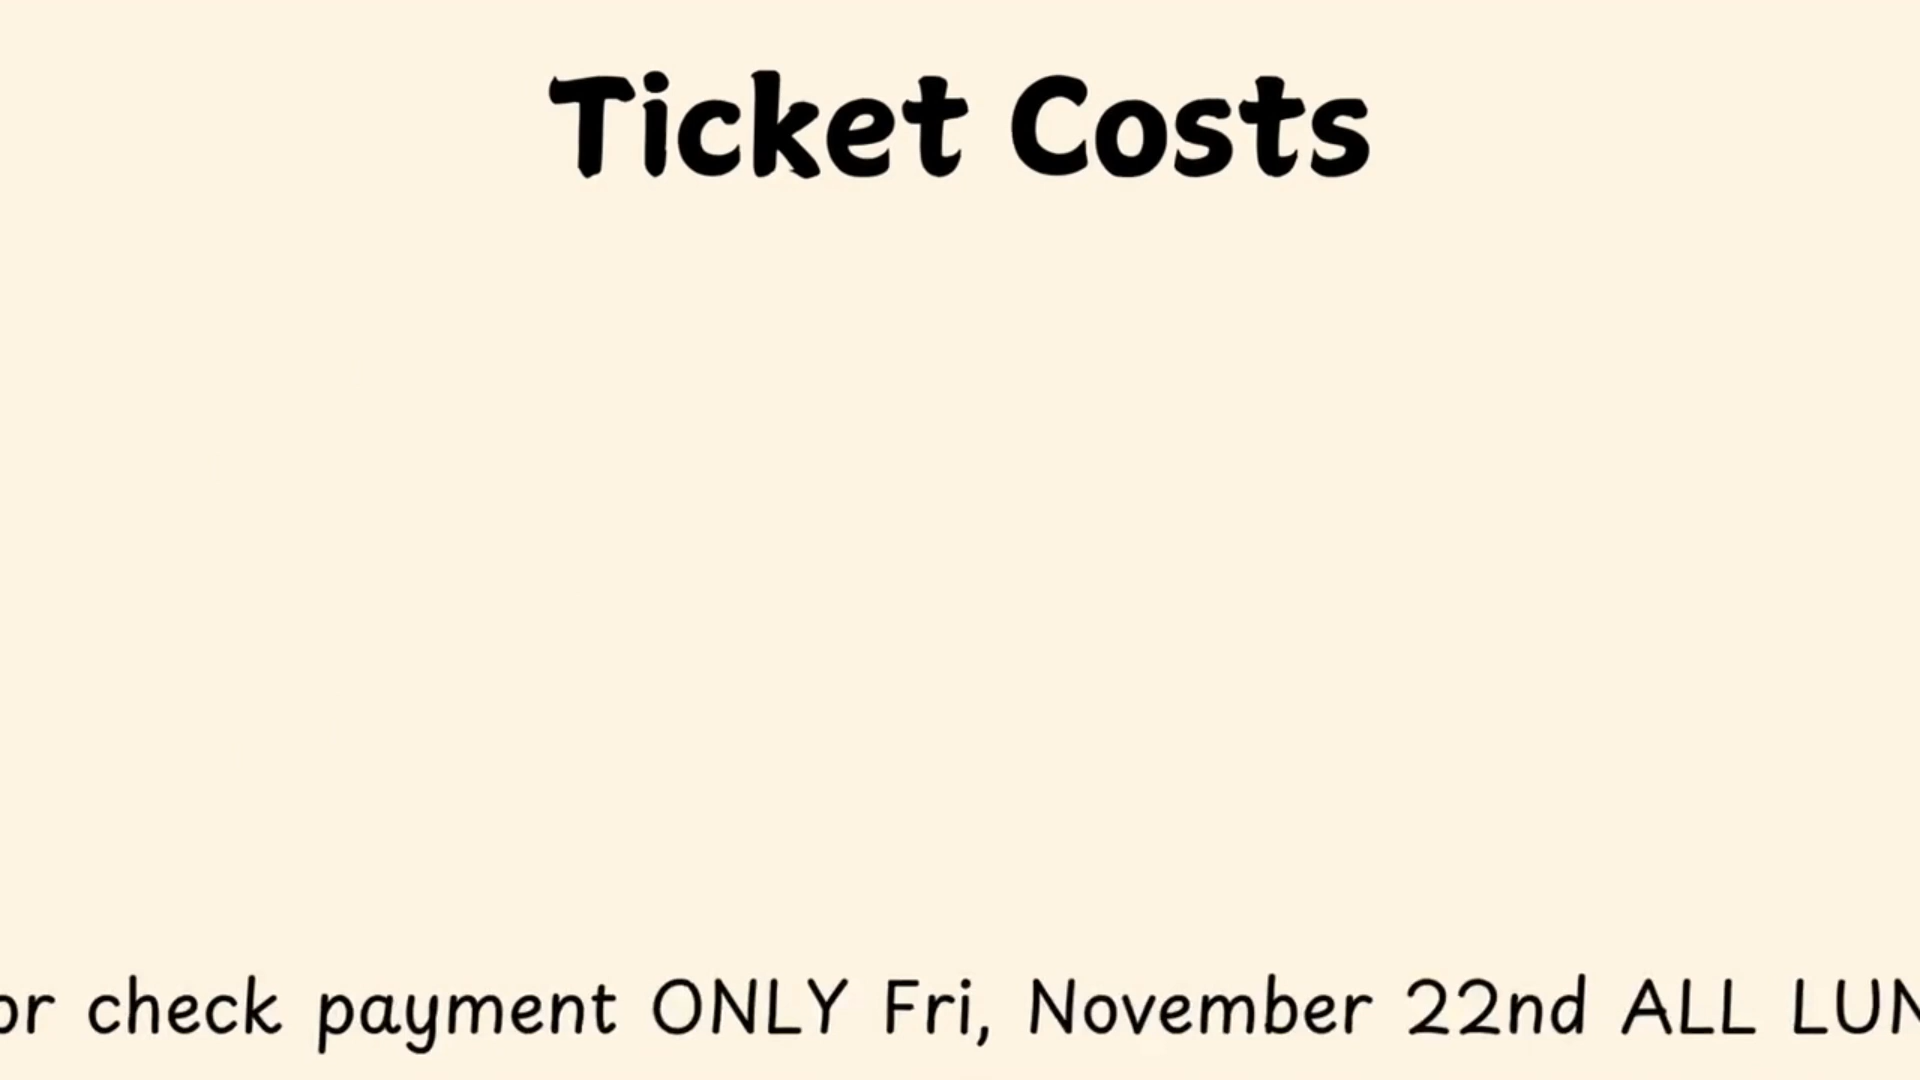 Ticket Costs
or check payment ONLY Fri, November 22nd ALL LUN